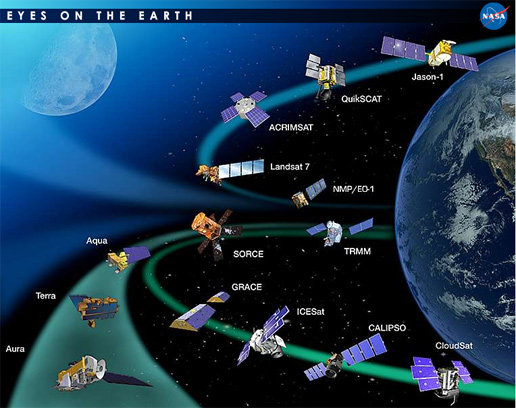 EYES ON THE EARTH
NASA
Jason-1
QuikSCAT
ACRIMSAT
Landsat 7
NMP/EO-1
SORCE
TRMM
Aqua
GRACE
Terra
ICESat
CALIPSO
Aura
CloudSat